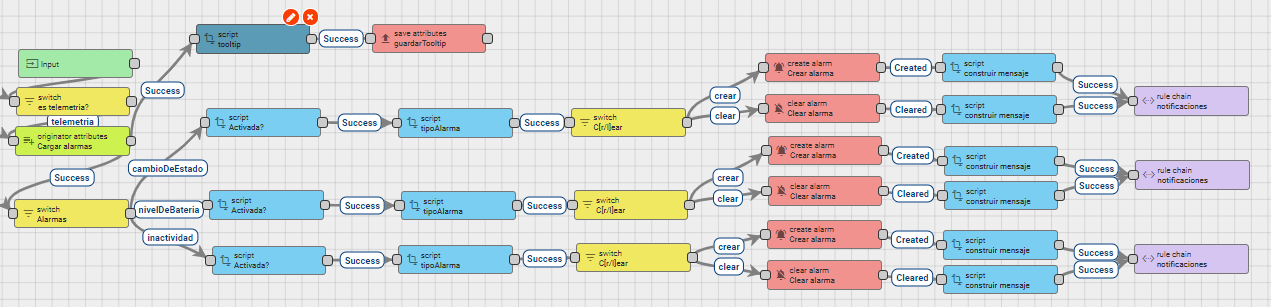 script
tooltip
Success
save attributes
guardarTooltip
Input
Success
switch
es telemetria?
telemetria
originator attributes
Cargar alarmas
Success
switch
Alarmas
cambioDeEstado
nivelDeBateria
inactividad
script
Activada?
Success
script
tipoAlarma
Success
switch
C[r/l]ear
crear
clear
create alarm
Crear alarma
Created
script
construir mensaje
Success
clear alarm
Clear alarma
Cleared
script
construir mensaje
Success
rule chain
notificaciones
script
Activada?
Success
script
tipoAlarma
Success
switch
C[r/l]ear
crear
clear
create alarm
Crear alarma
Created
script
construir mensaje
Success
clear alarm
Clear alarma
Cleared
script
construir mensaje
Success
rule chain
notificaciones
script
Activada?
Success
script
tipoAlarma
Success
switch
C[r/l]ear
crear
clear
create alarm
Crear alarma
Created
script
construir mensaje
Success
clear alarm
Clear alarma
Cleared
script
construir mensaje
Success
rule chain
notificaciones